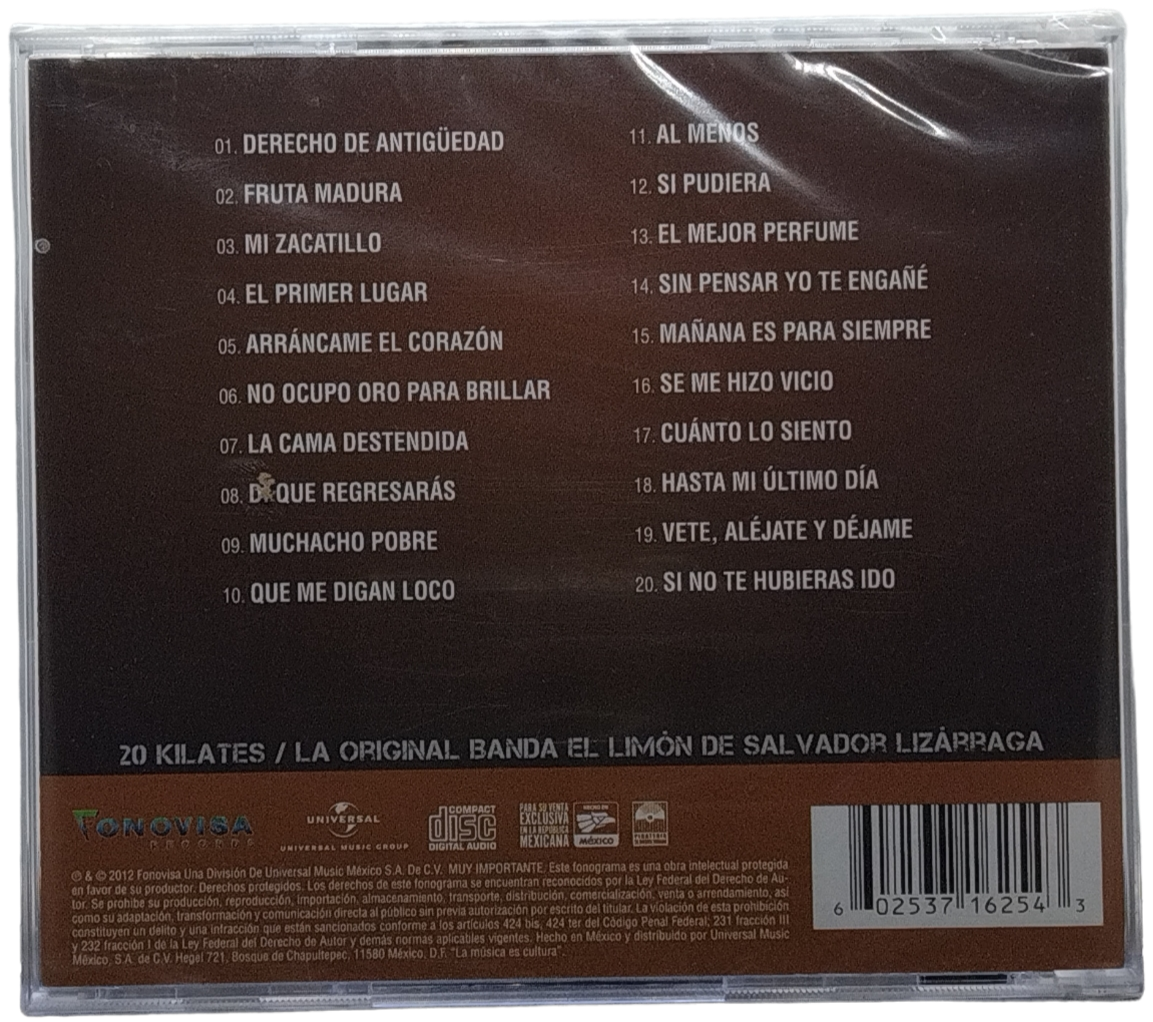 01. DERECHO DE ANTIGÜEDAD
02. FRUTA MADURA
03. MI ZACATILLO
04. EL PRIMER LUGAR
05. ARRÁNCAME EL CORAZÓN
06. NO OCUPO ORO PARA BRILLAR
07. LA CAMA DESTENDIDA
08. DI QUE REGRESARÁS
09. MUCHACHO POBRE
10. QUE ME DIGAN LOCO
11. AL MENOS
12. SI PUDIERA
13. EL MEJOR PERFUME
14. SIN PENSAR YO TE ENGAÑÉ
15. MAÑANA ES PARA SIEMPRE
16. SE ME HIZO VICIO
17. CUÁNTO LO SIENTO
18. HASTA MI ÚLTIMO DÍA
19. VETE, ALÉJATE Y DÉJAME
20. SI NO TE HUBIERAS IDO
20 KILATES / LA ORIGINAL BANDA EL LIMÓN DE SALVADOR LIZÁRRAGA
FONOVISA
RECORDS
UNIVERSAL
UNIVERSAL MUSIC GROUP
COMPACT
disc
DIGITAL AUDIO
PARA SU VENTA
EXCLUSIVA
EN LA REPÚBLICA
MEXICANA
HECHO EN
MÉXICO
℗ & © 2012 Fonovisa Una División De Universal Music México S.A. De C.V. MUY IMPORTANTE: Este fonograma es una obra intelectual protegida
en favor de su productor. Derechos protegidos. Los derechos de este fonograma se encuentran reconocidos por la Ley Federal del Derecho de Au-
tor. Se prohibe su producción, reproducción, importación, almacenamiento, transporte, distribución, comercialización, venta o arrendamiento, así
como su adaptación, transformación y comunicación directa al público sin previa autorización por escrito del titular. La violación de esta prohibición
constituyen un delito y una infracción que están sancionados conforme a los artículos 424 bis, 424 ter del Código Penal Federal; 231 fracción III
y 232 fracción I de la Ley Federal del Derecho de Autor y demás normas aplicables vigentes. Hecho en México y distribuido por Universal Music
México, S.A. de C.V. Hegel 721, Bosque de Chapultepec, 11580 México, D.F. "La música es cultura".
6 02537 16254 3